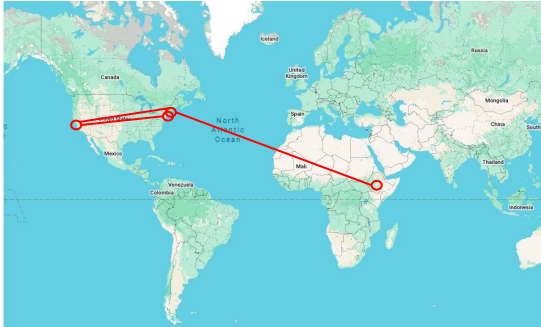 Iceland
Russia
Canada
United
Kingdom
Mongolia
Spain
United States
North
Atlantic
Ocean
China
South
Mexico
Mali
Thailand
Venezuela
Colombia
Indonesia